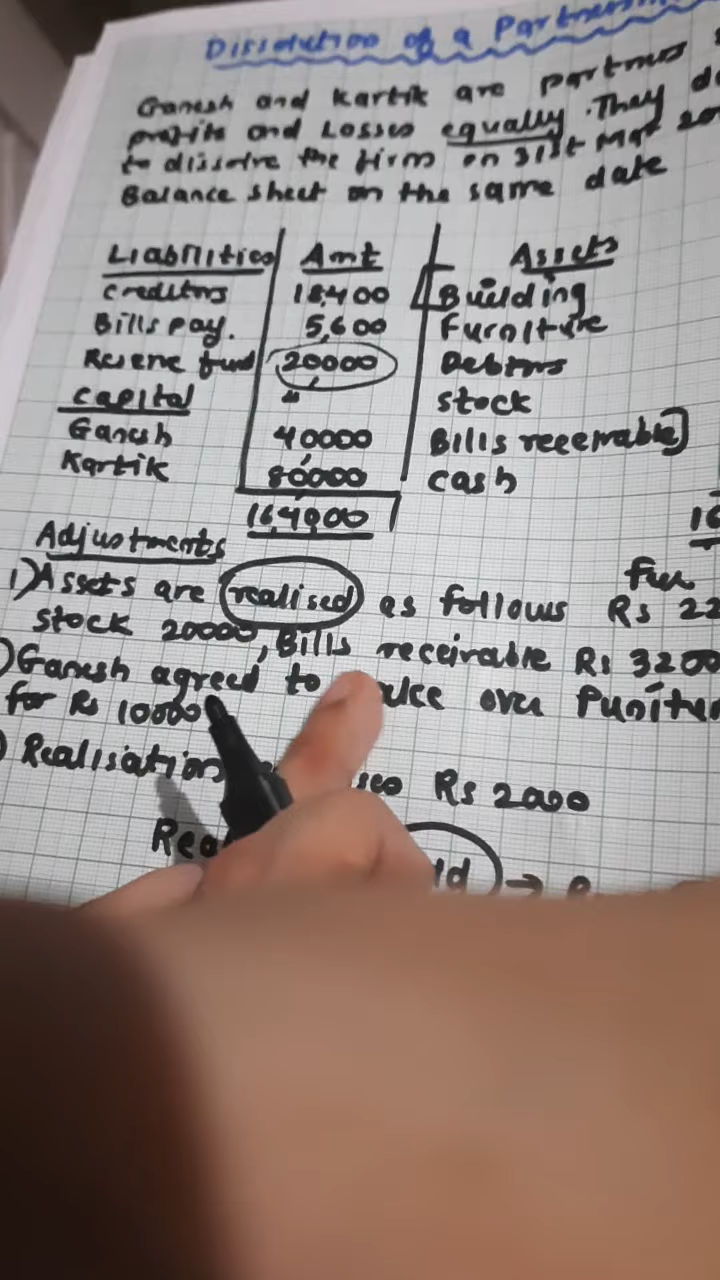 Dissolution of a
Ganesh and Kartik are partners
profits and Losses equally. They
to dissolve the firm on 31st Mar
Balance sheet on the same date
Liabilities Amt Assets
Creditors 18,400 Building
Bills pay. 5,600 Furniture
Reserve fund 20000 Debtors
Capital stock
Ganesh 40000 Bills receivable
Kartik 80000 cash
164000
Adjustments
1) Assets are realised as follows Rs 22
stock 20000, Bills receivable Rs 3200
Ganesh agreed to over
for Rs 10000
Realisation Rs 2000